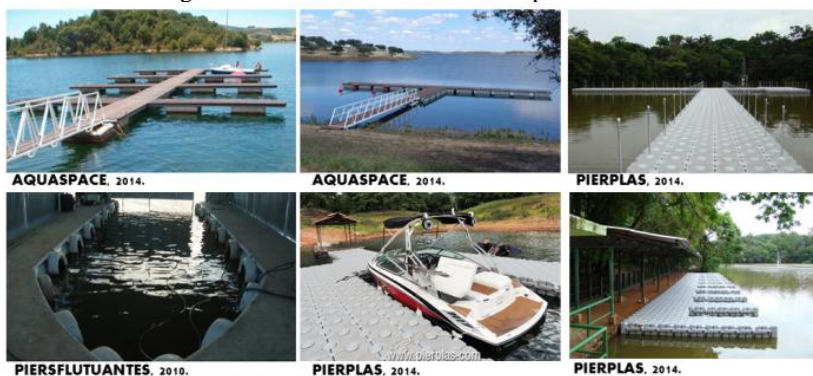 AQUASPACE, 2014.
AQUASPACE, 2014.
PIERPLAS, 2014.
www.pierplas.com
PIERSFLUTUANTES, 2010.
PIERPLAS, 2014.
PIERPLAS, 2014.